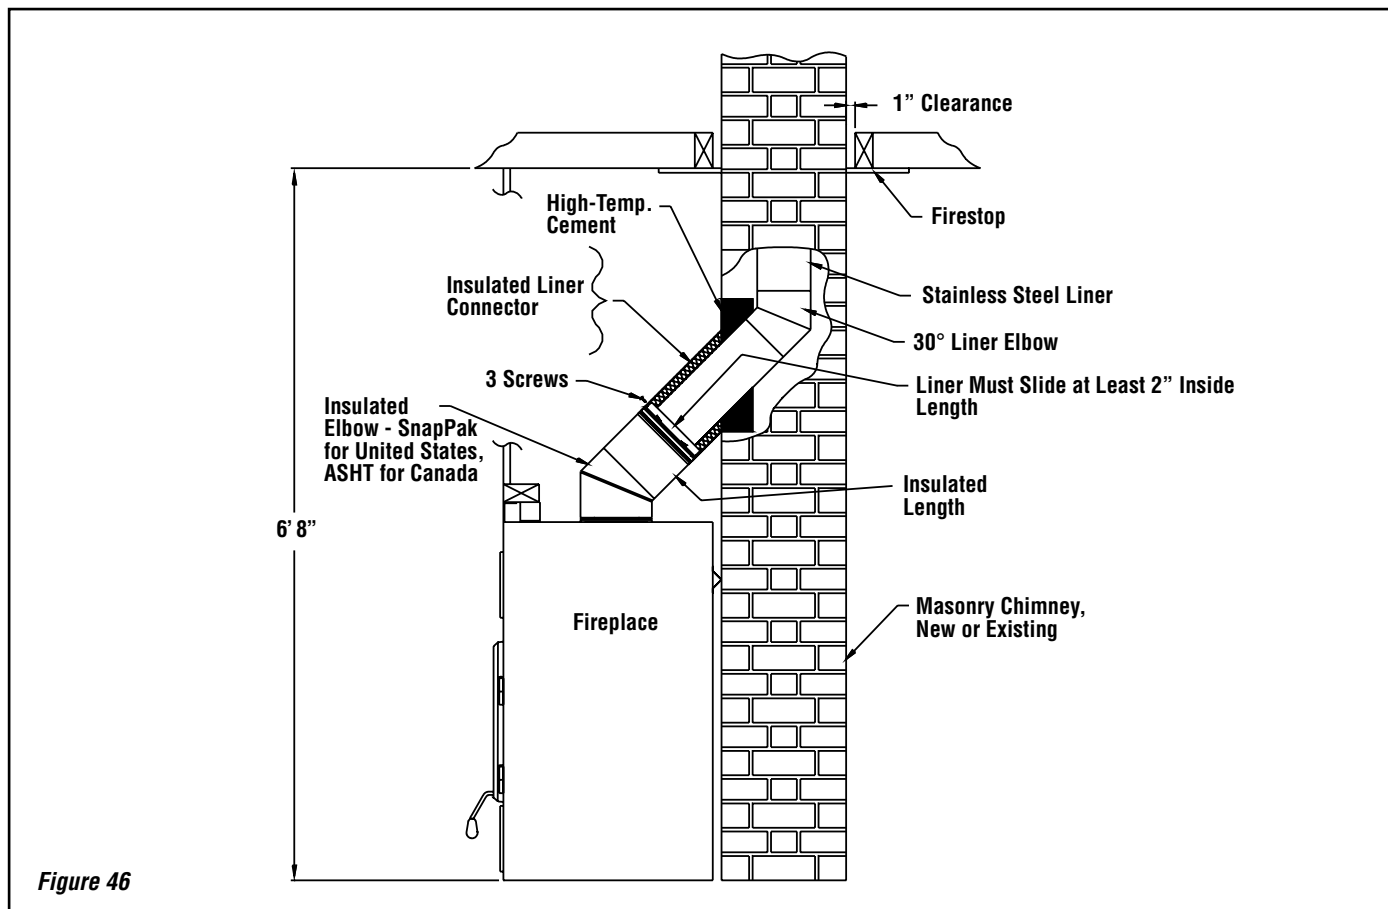 1” Clearance
High-Temp.
Cement
Firestop
Insulated Liner
Connector
Stainless Steel Liner
30° Liner Elbow
3 Screws
Liner Must Slide at Least 2” Inside
Length
Insulated
Elbow - SnapPak
for United States,
ASHT for Canada
Insulated
Length
6’ 8”
Fireplace
Masonry Chimney,
New or Existing
Figure 46